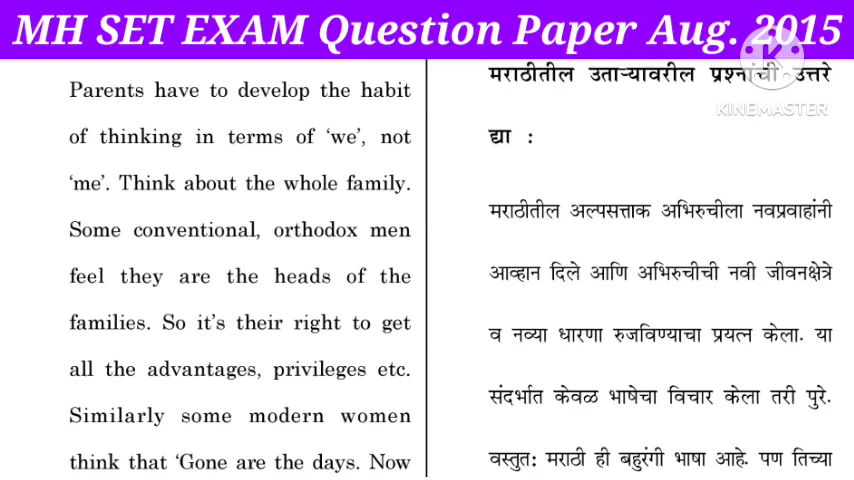 MH SET EXAM Question Paper Aug. 2015
KINEMASTER
Parents have to develop the habit
of thinking in terms of ‘we’, not
‘me’. Think about the whole family.
Some conventional, orthodox men
feel they are the heads of the
families. So it’s their right to get
all the advantages, privileges etc.
Similarly some modern women
think that ‘Gone are the days. Now
मराठीतील उताऱ्यावरील प्रश्नांची उत्तरे
द्या :
मराठीतील अल्पसत्ताक अभिरुचीला नवप्रवाहांनी
आव्हान दिले आणि अभिरुचीची नवी जीवनक्षेत्रे
व नव्या धारणा रुजविण्याचा प्रयत्न केला. या
संदर्भात केवळ भाषेचा विचार केला तरी पुरे.
वस्तुतः मराठी ही बहुरंगी भाषा आहे. पण तिच्या